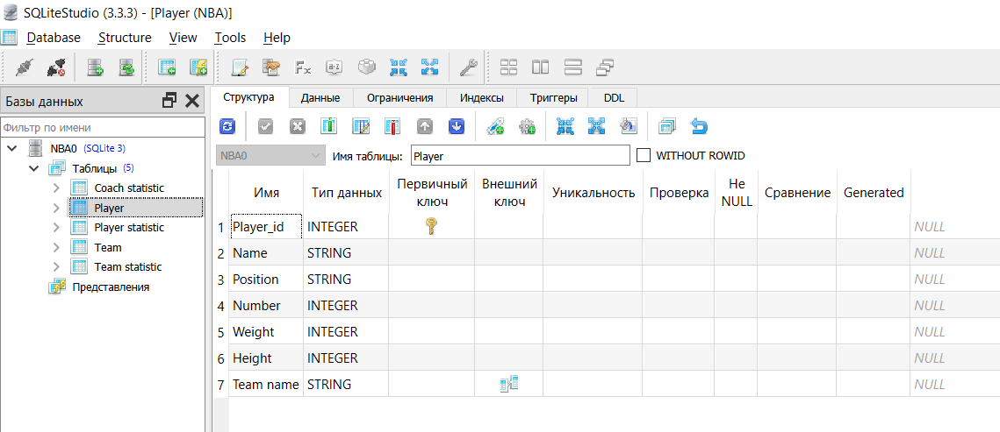 SQLiteStudio (3.3.3) - [Player (NBA)]
Database Structure View Tools Help
Базы данных
Фильтр по имени
NBA0 (SQLite 3)
Таблицы (5)
Coach statistic
Player
Player statistic
Team
Team statistic
Представления
Структура Данные Ограничения Индексы Триггеры DDL
NBA0 Имя таблицы: Player WITHOUT ROWID
Имя Тип данных Первичный ключ Внешний ключ Уникальность Проверка Не NULL Сравнение Generated
1 Player_id INTEGER NULL
2 Name STRING NULL
3 Position STRING NULL
4 Number INTEGER NULL
5 Weight INTEGER NULL
6 Height INTEGER NULL
7 Team name STRING NULL